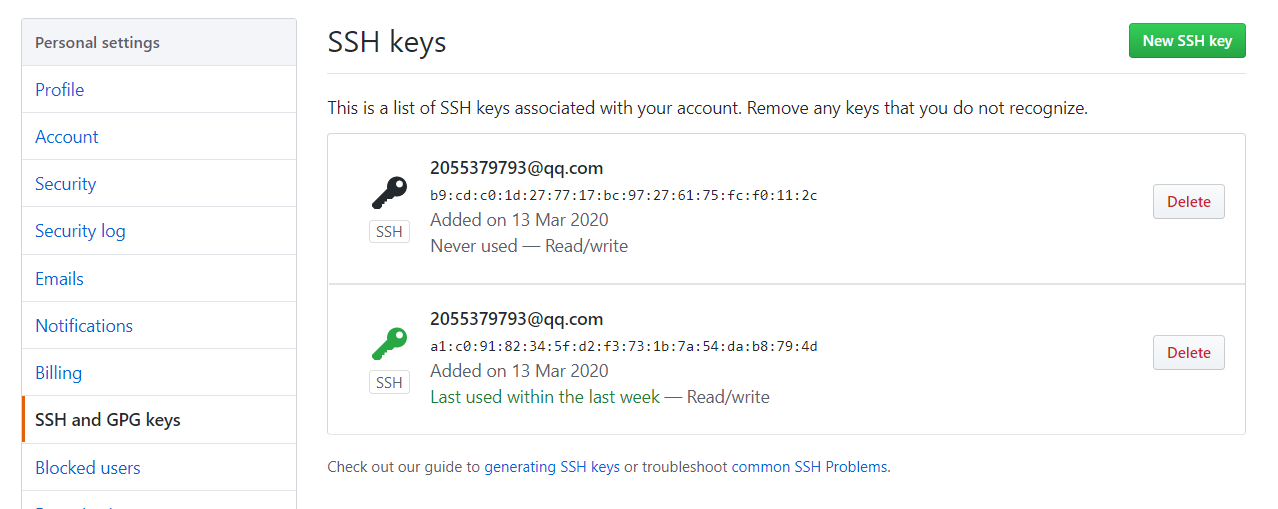 Personal settings
Profile
Account
Security
Security log
Emails
Notifications
Billing
SSH and GPG keys
Blocked users
SSH keys
New SSH key
This is a list of SSH keys associated with your account. Remove any keys that you do not recognize.
2055379793@qq.com
b9:cd:c0:1d:27:77:17:bc:97:27:61:75:fc:f0:11:2c
SSH
Added on 13 Mar 2020
Never used — Read/write
Delete
2055379793@qq.com
a1:c0:91:82:34:5f:d2:f3:73:1b:7a:54:da:b8:79:4d
SSH
Added on 13 Mar 2020
Last used within the last week — Read/write
Delete
Check out our guide to generating SSH keys or troubleshoot common SSH Problems.